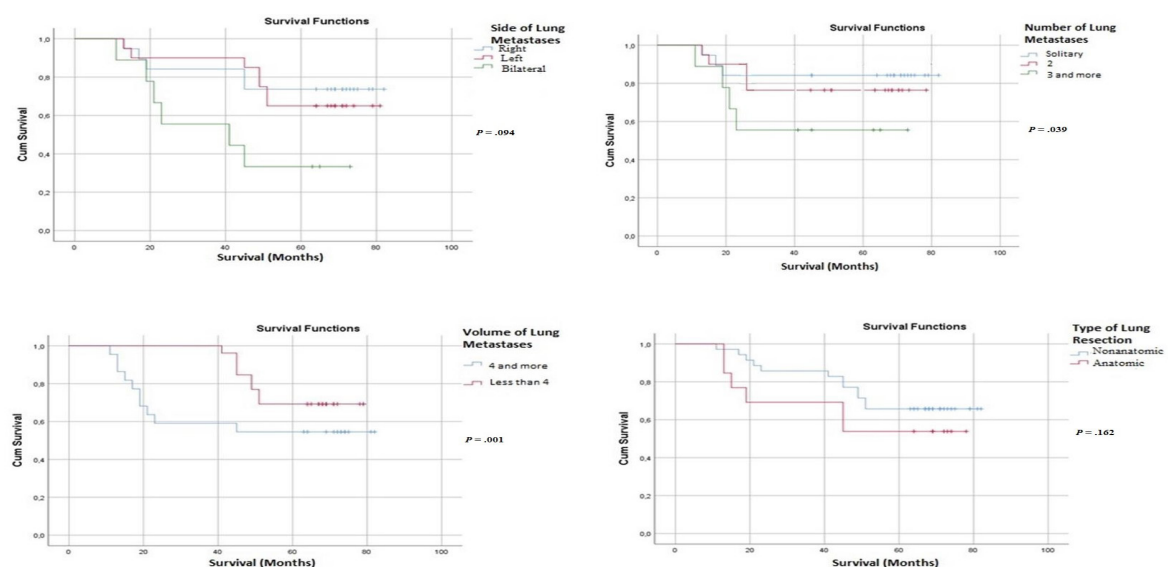 Survival Functions
Side of Lung
Metastases
Right
Left
Bilateral
P = .094
Cum Survival
1,0
0,8
0,6
0,4
0,2
0,0
0 20 40 60 80 100
Survival (Months)
Survival Functions
Number of Lung
Metastases
Solitary
2
3 and more
P = .039
Cum Survival
1,0
0,8
0,6
0,4
0,2
0,0
0 20 40 60 80 100
Survival (Months)
Survival Functions
Volume of Lung
Metastases
4 and more
Less than 4
P = .001
Cum Survival
1,0
0,8
0,6
0,4
0,2
0,0
0 20 40 60 80 100
Survival (Months)
Survival Functions
Type of Lung
Resection
Nonanatomic
Anatomic
P = .162
Cum Survival
1,0
0,8
0,6
0,4
0,2
0,0
0 20 40 60 80 100
Survival (Months)